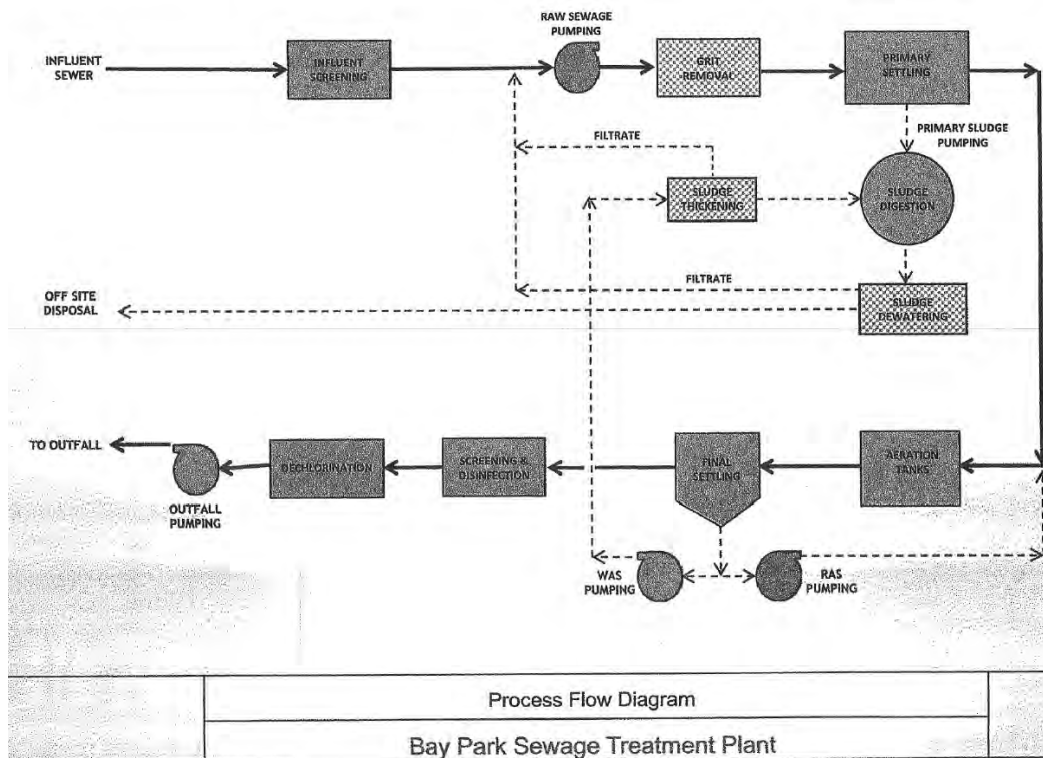 RAW SEWAGE
PUMPING
INFLUENT
SEWER
INFLUENT
SCREENING
GRIT
REMOVAL
PRIMARY
SETTLING
FILTRATE
PRIMARY SLUDGE
PUMPING
SLUDGE
THICKENING
SLUDGE
DIGESTION
FILTRATE
OFF SITE
DISPOSAL
SLUDGE
DEWATERING
TO OUTFALL
DECHLORINATION
SCREENING &
DISINFECTION
FINAL
SETTLING
AERATION
TANKS
OUTFALL
PUMPING
WAS
PUMPING
RAS
PUMPING
Process Flow Diagram
Bay Park Sewage Treatment Plant